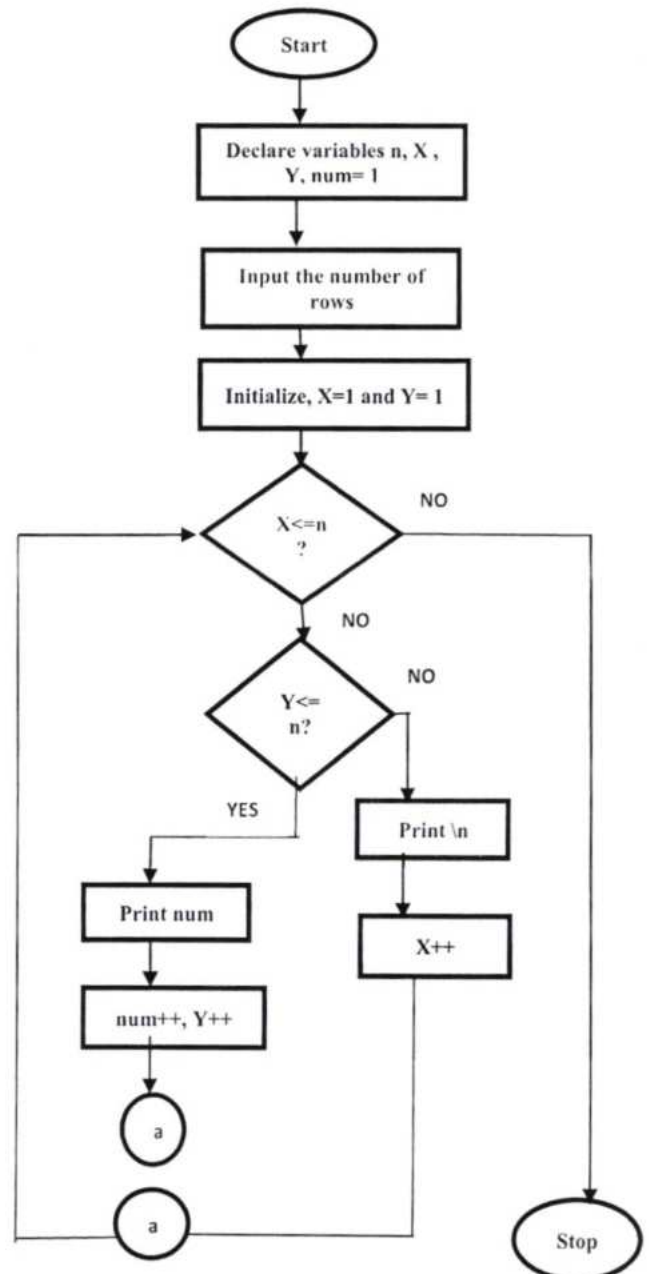 Start
Declare variables n, X ,
Y, num= 1
Input the number of
rows
Initialize, X=1 and Y= 1
X<=n
?
NO
NO
Y<=
n?
NO
YES
Print \n
Print num
X++
num++, Y++
a
a
Stop